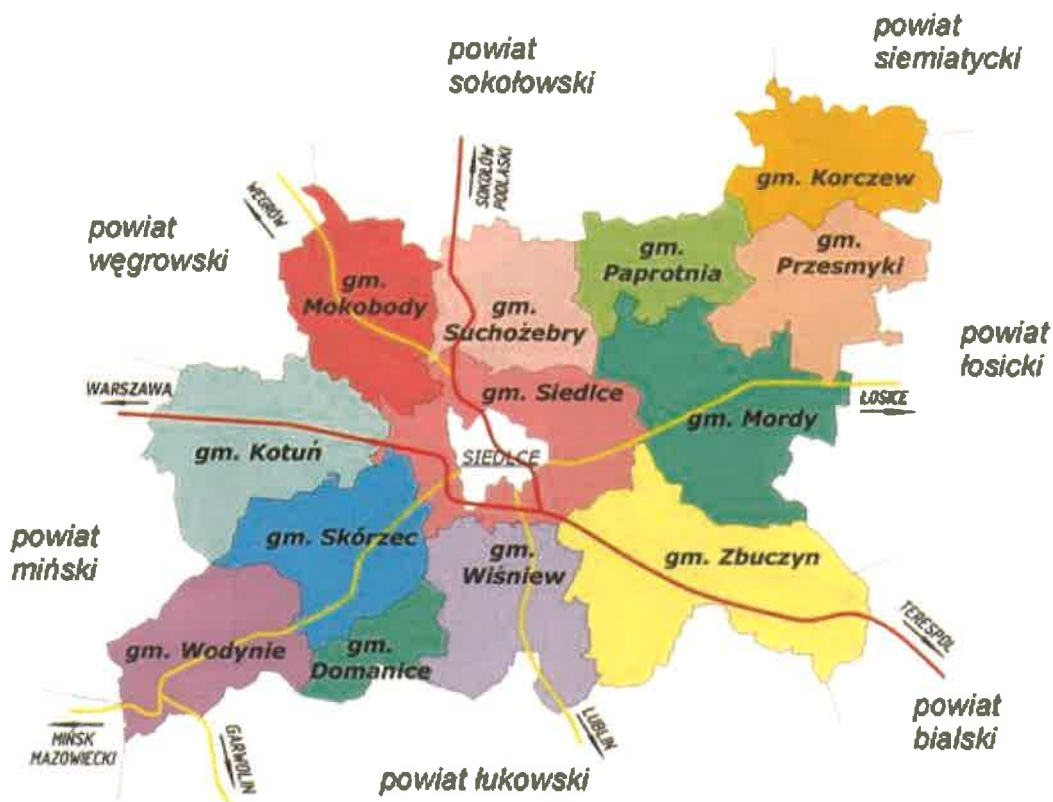 powiat
siemiatycki
powiat
sokołowski
SOKOŁÓW
PODLASKI
WĘGRÓW
gm. Korczew
powiat
węgrowski
gm.
Mokobody
gm.
Suchożebry
gm.
Paprotnia
gm.
Przesmyki
powiat
łosicki
WARSZAWA
gm. Siedlce
ŁOSICE
gm. Mordy
gm. Kotuń
SIEDLCE
powiat
miński
gm. Skórzec
gm.
Wiśniew
gm. Zbuczyn
TERESPOL
gm. Wodynie
gm.
Domanice
MIŃSK
MAZOWIECKI
GARWOLIN
LUBLIN
powiat
bialski
powiat łukowski